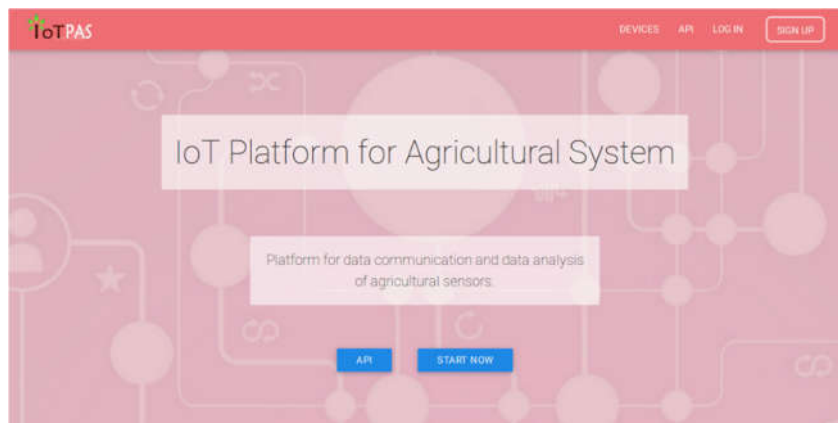 IoTPAS
DEVICES API LOG IN SIGN UP
IoT Platform for Agricultural System
Platform for data communication and data analysis
of agricultural sensors.
API START NOW